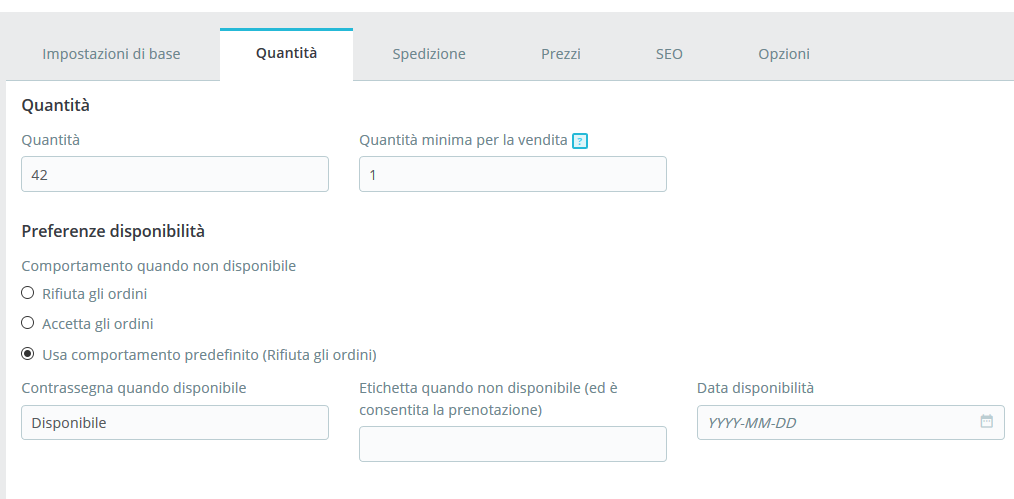 Impostazioni di base Quantità Spedizione Prezzi SEO Opzioni
Quantità
Quantità Quantità minima per la vendita ?
42 1
Preferenze disponibilità
Comportamento quando non disponibile
Rifiuta gli ordini
Accetta gli ordini
Usa comportamento predefinito (Rifiuta gli ordini)
Contrassegna quando disponibile
Disponibile
Etichetta quando non disponibile (ed è
consentita la prenotazione)
Data disponibilità
YYYY-MM-DD